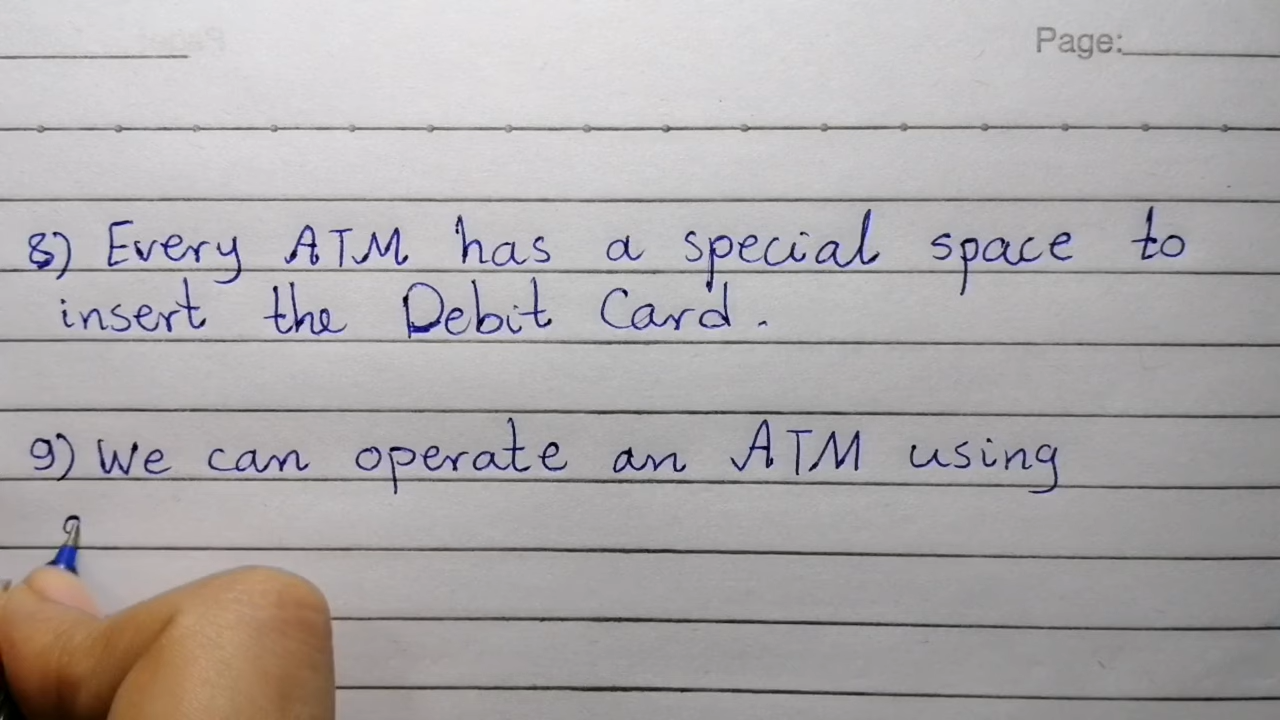 Page:
8) Every ATM has a special space to
insert the Debit Card.
9) We can operate an ATM using